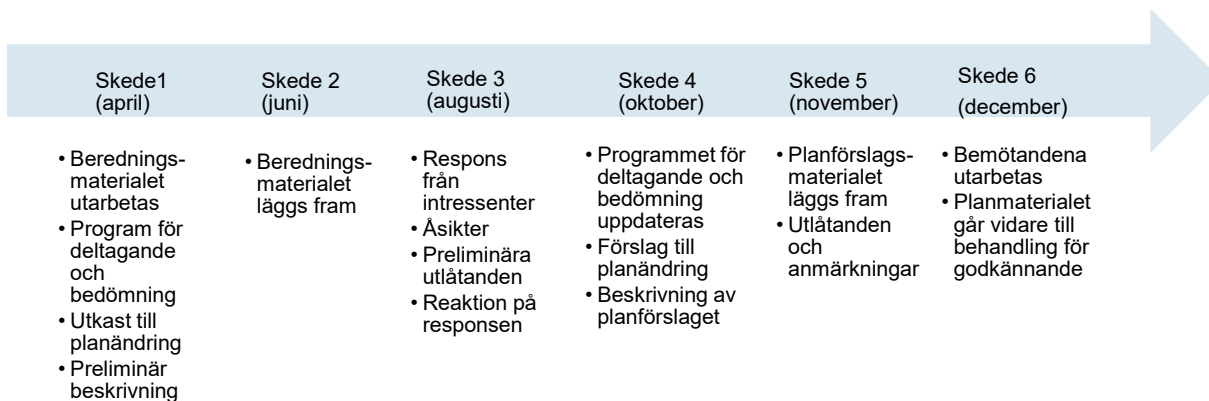 Skede1
(april)
• Berednings-
materialet
utarbetas
• Program för
deltagande
och
bedömning
• Utkast till
planändring
• Preliminär
beskrivning
Skede 2
(juni)
• Berednings-
materialet
läggs fram
Skede 3
(augusti)
• Respons
från
intressenter
• Åsikter
• Preliminära
utlåtanden
• Reaktion på
responsen
Skede 4
(oktober)
• Programmet för
deltagande och
bedömning
uppdateras
• Förslag till
planändring
• Beskrivning av
planförslaget
Skede 5
(november)
• Planförslags-
materialet
läggs fram
• Utlåtanden
och
anmärkningar
Skede 6
(december)
• Bemötandena
utarbetas
• Planmaterialet
går vidare till
behandling för
godkännande